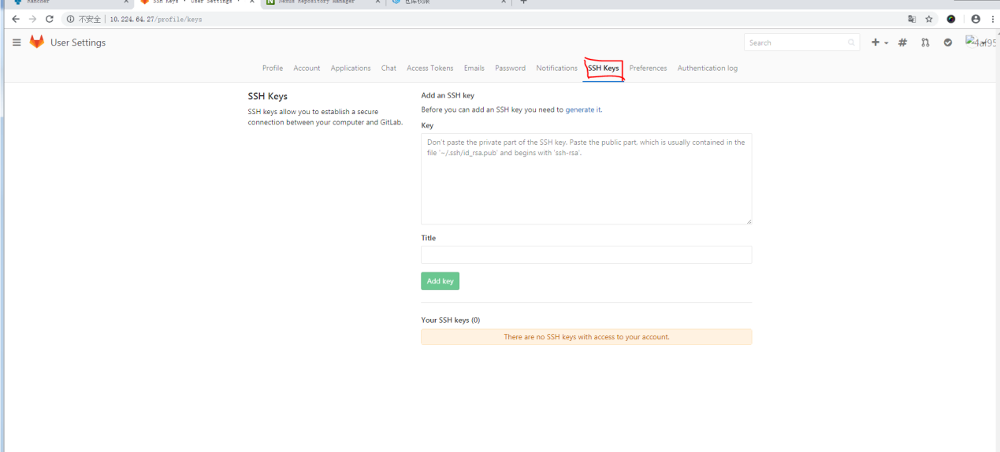 Rancher
SSH Keys · User Settings ·
Nexus Repository Manager
仓库权限
不安全 | 10.224.64.27/profile/keys
User Settings
Search
4af95
Profile Account Applications Chat Access Tokens Emails Password Notifications SSH Keys Preferences Authentication log
SSH Keys
SSH keys allow you to establish a secure
connection between your computer and GitLab.
Add an SSH key
Before you can add an SSH key you need to generate it.
Key
Don't paste the private part of the SSH key. Paste the public part, which is usually contained in the
file '~/.ssh/id_rsa.pub' and begins with 'ssh-rsa'.
Title
Add key
Your SSH keys (0)
There are no SSH keys with access to your account.